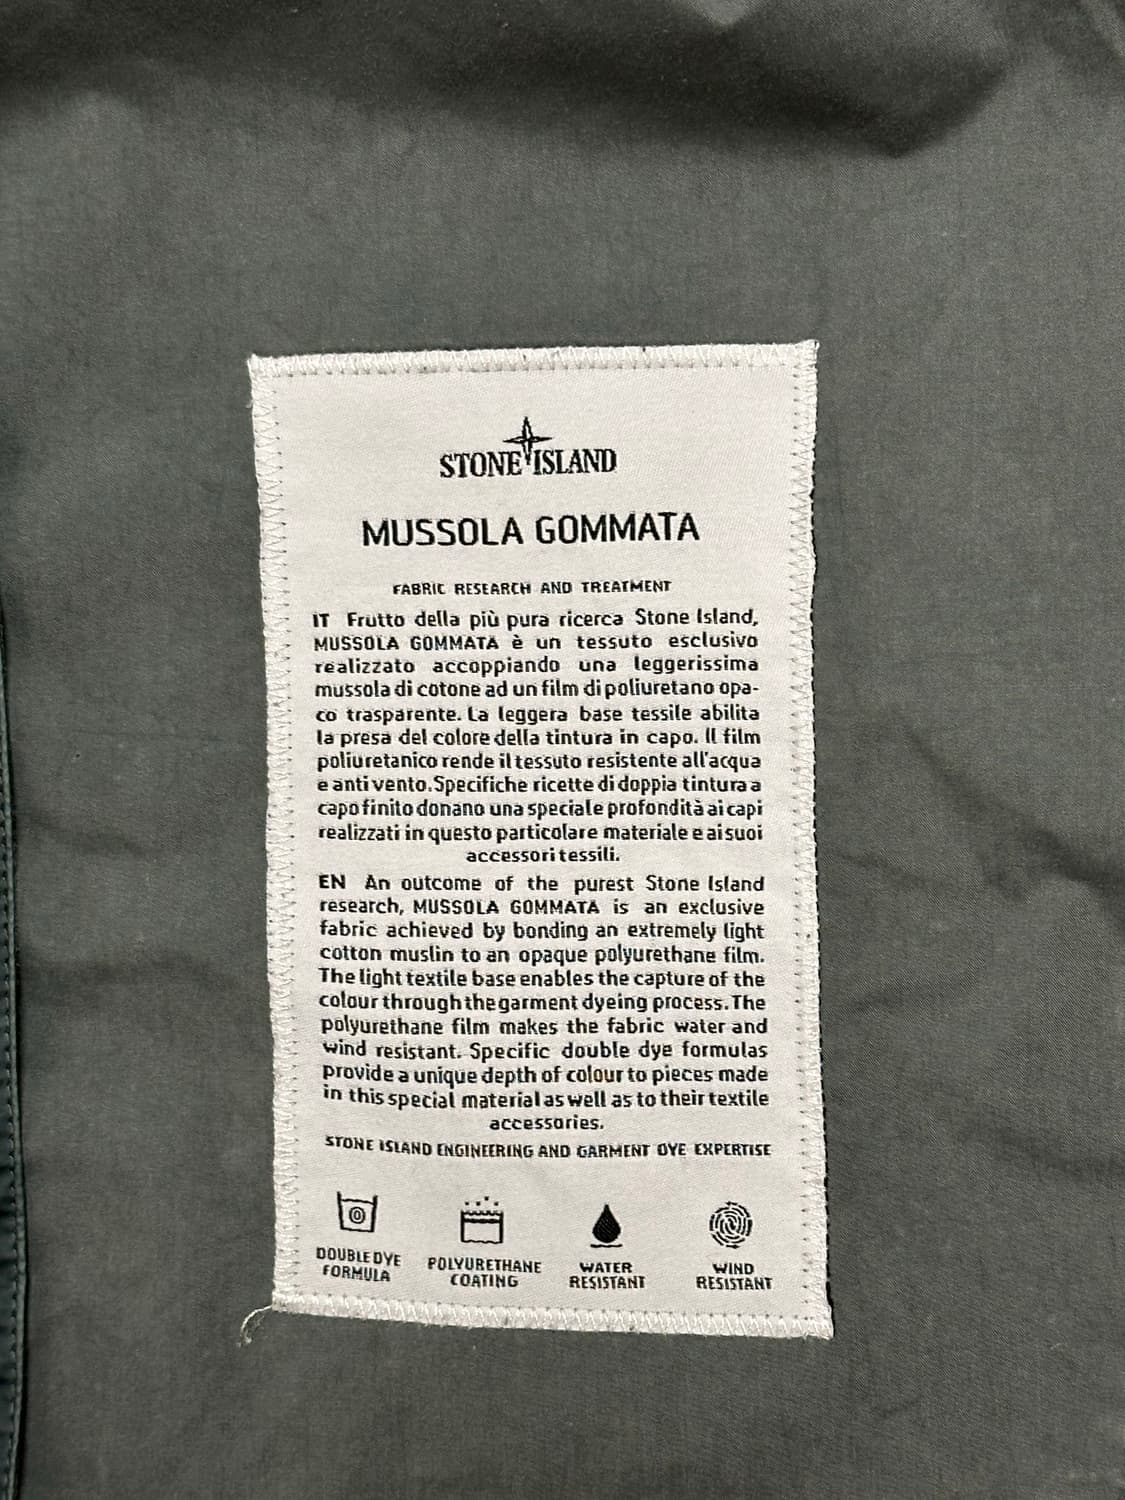 STONE ISLAND
MUSSOLA GOMMATA
FABRIC RESEARCH AND TREATMENT
IT Frutto della più pura ricerca Stone Island,
MUSSOLA GOMMATA è un tessuto esclusivo
realizzato accoppiando una leggerissima
mussola di cotone ad un film di poliuretano opa-
co trasparente. La leggera base tessile abilita
la presa del colore della tintura in capo. Il film
poliuretanico rende il tessuto resistente all'acqua
e anti vento. Specifiche ricette di doppia tintura a
capo finito donano una speciale profondità ai capi
realizzati in questo particolare materiale e ai suoi
accessori tessili.
EN An outcome of the purest Stone Island
research, MUSSOLA GOMMATA is an exclusive
fabric achieved by bonding an extremely light
cotton muslin to an opaque polyurethane film.
The light textile base enables the capture of the
colour through the garment dyeing process. The
polyurethane film makes the fabric water and
wind resistant. Specific double dye formulas
provide a unique depth of colour to pieces made
in this special material as well as to their textile
accessories.
STONE ISLAND ENGINEERING AND GARMENT DYE EXPERTISE
DOUBLE DYE FORMULA
POLYURETHANE COATING
WATER RESISTANT
WIND RESISTANT